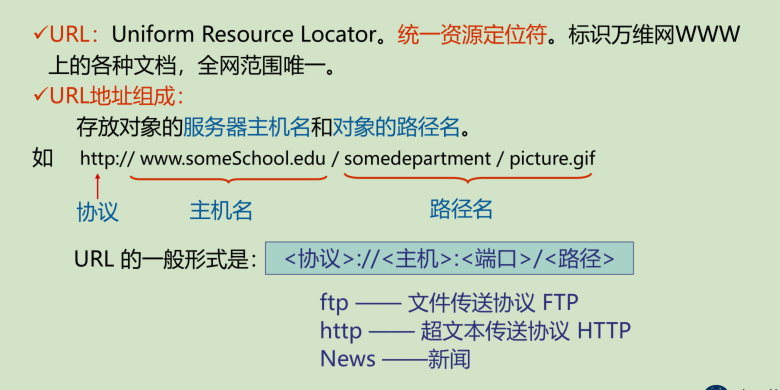 ✓URL：Uniform Resource Locator。统一资源定位符。标识万维网WWW
上的各种文档，全网范围唯一。
✓URL地址组成：
存放对象的服务器主机名和对象的路径名。
如 http:// www.someSchool.edu / somedepartment / picture.gif
协议 主机名 路径名
URL 的一般形式是： <协议>://<主机>:<端口>/<路径>
ftp —— 文件传送协议 FTP
http —— 超文本传送协议 HTTP
News ——新闻